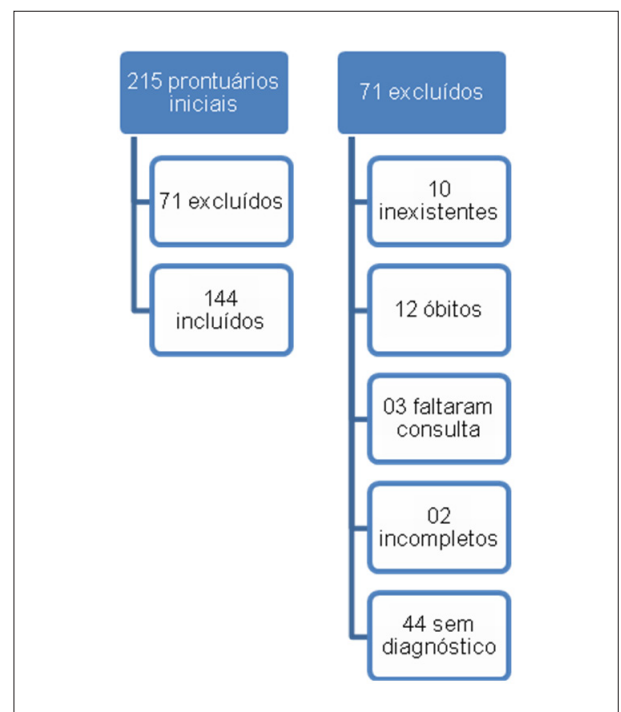 215 prontuários
iniciais
71 excluídos
144
incluídos
71 excluídos
10
inexistentes
12 óbitos
03 faltaram
consulta
02
incompletos
44 sem
diagnóstico